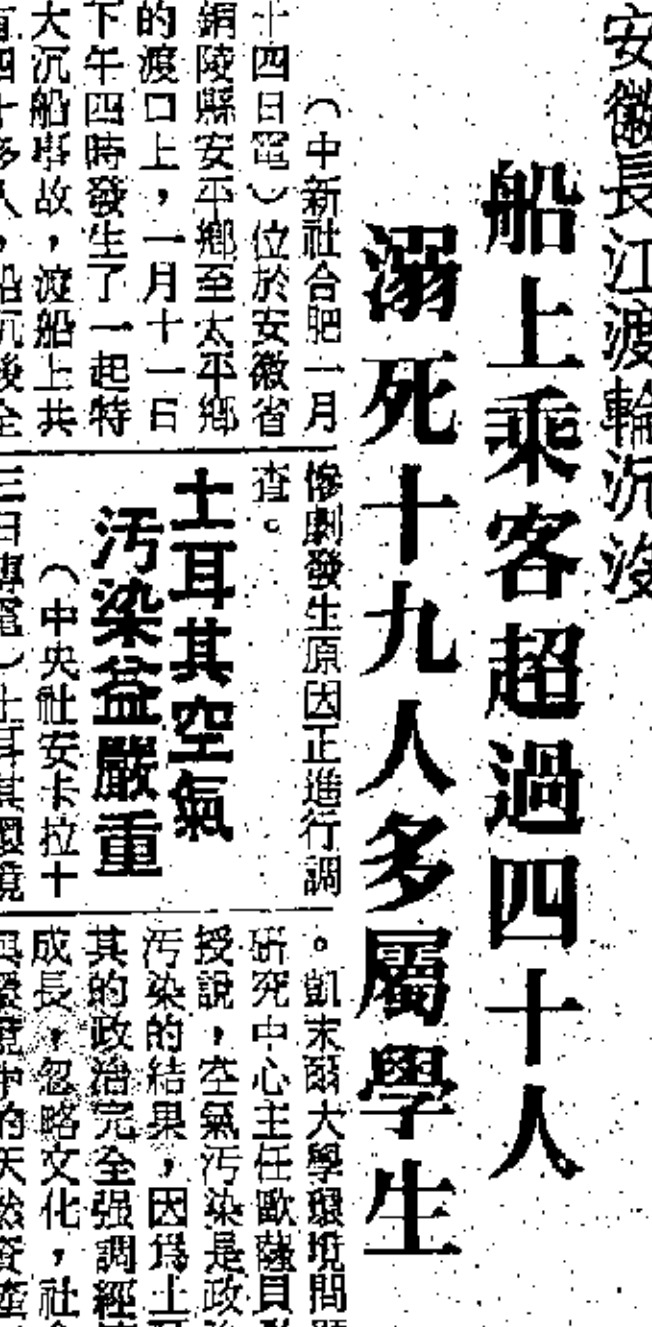 安徽長江渡輪沉沒
船上乘客超過四十人
溺死十九人多屬學生
（中新社合肥一月
十四日電）位於安徽省
銅陵縣安平鄉至太平鄉
的渡口上，一月十一日
下午四時發生了一起特
大沉船事故，渡船上共
有四十多人，船沉後全
慘劇發生原因正進行調
查。
土耳其空氣
汚染益嚴重
（中央社安卡拉十
三日專電）土耳其環境
。凱末爾大學環境問題
研究中心主任歐薩貝教
授說，空氣汚染是政治
汚染的結果，因爲土耳
其的政治完全强調經濟
成長，忽略文化，社會
與環境中的天然資產